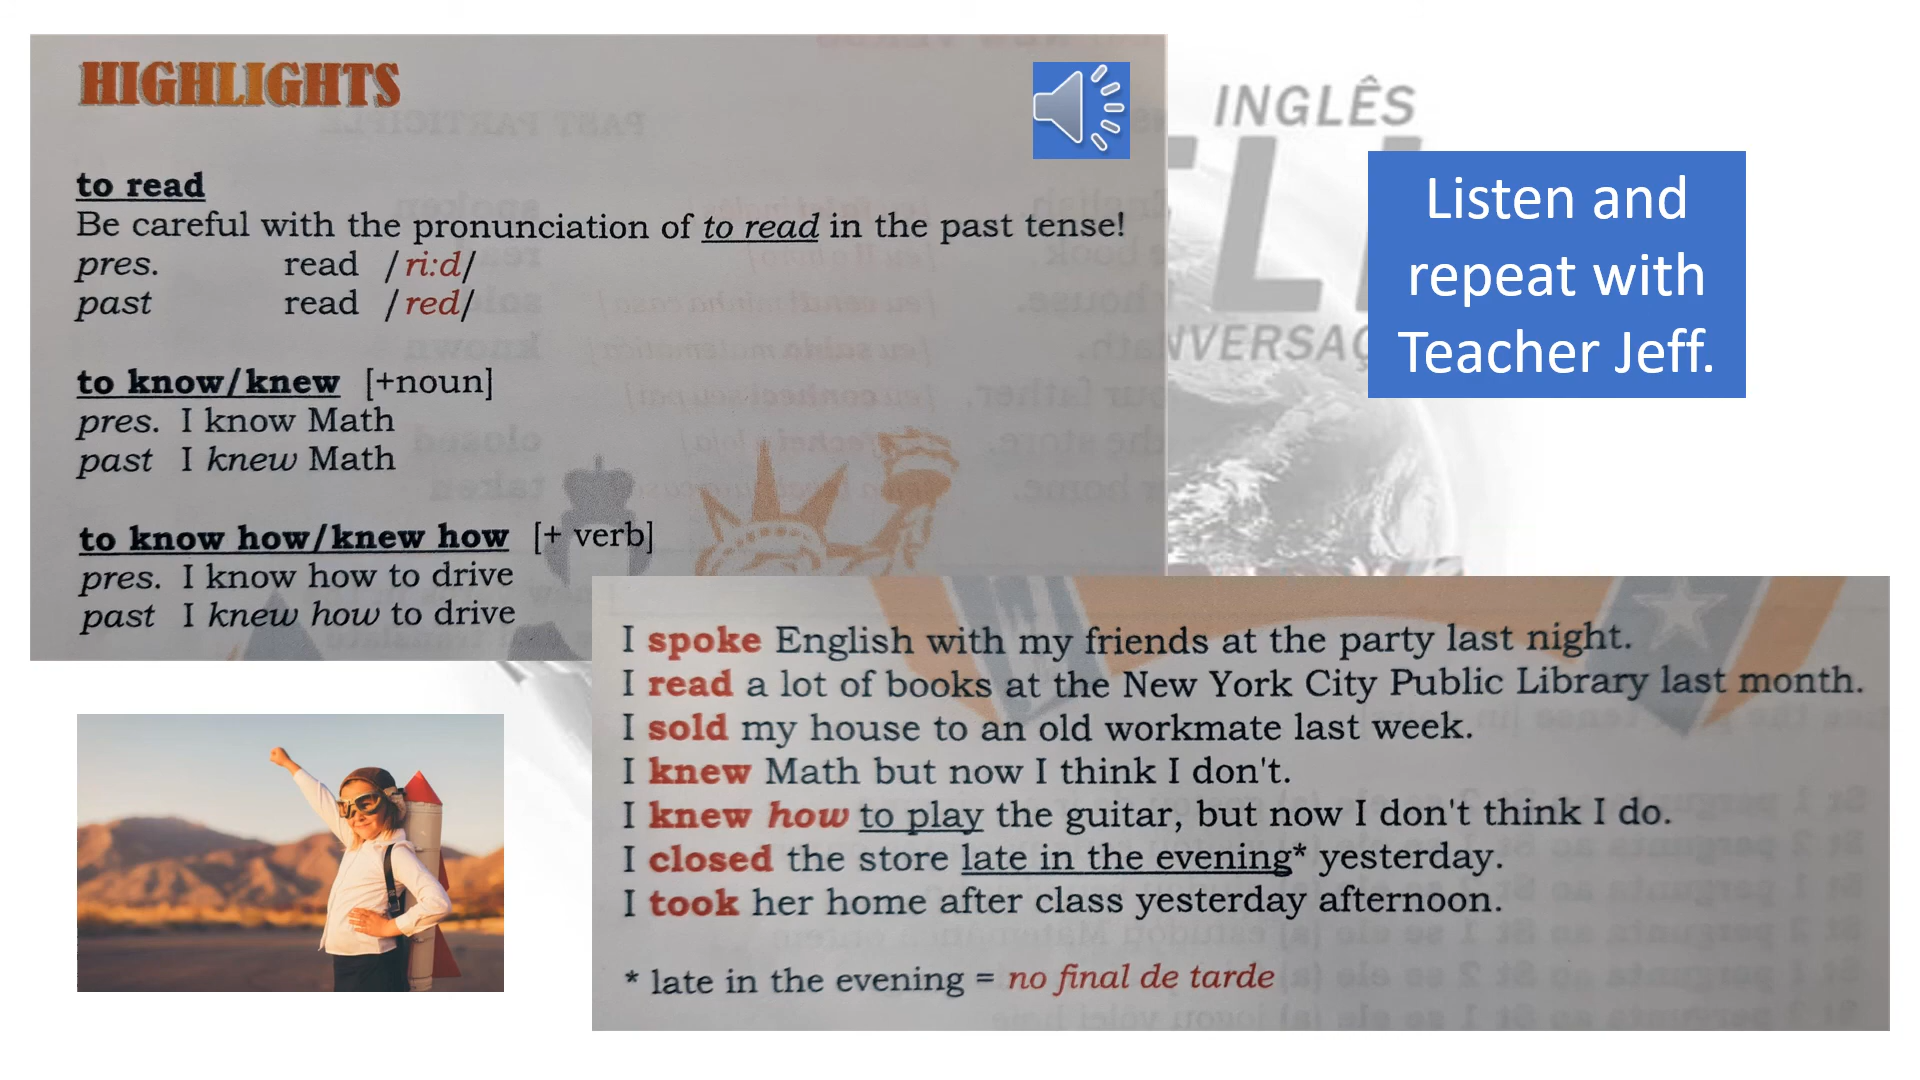 HIGHLIGHTS
to read
Be careful with the pronunciation of to read in the past tense!
pres. read /ri:d/
past read /red/
to know/knew [+noun]
pres. I know Math
past I knew Math
to know how/knew how [+ verb]
pres. I know how to drive
past I knew how to drive
INGLÊS
Listen and
repeat with
Teacher Jeff.
I spoke English with my friends at the party last night.
I read a lot of books at the New York City Public Library last month.
I sold my house to an old workmate last week.
I knew Math but now I think I don't.
I knew how to play the guitar, but now I don't think I do.
I closed the store late in the evening* yesterday.
I took her home after class yesterday afternoon.
* late in the evening = no final de tarde